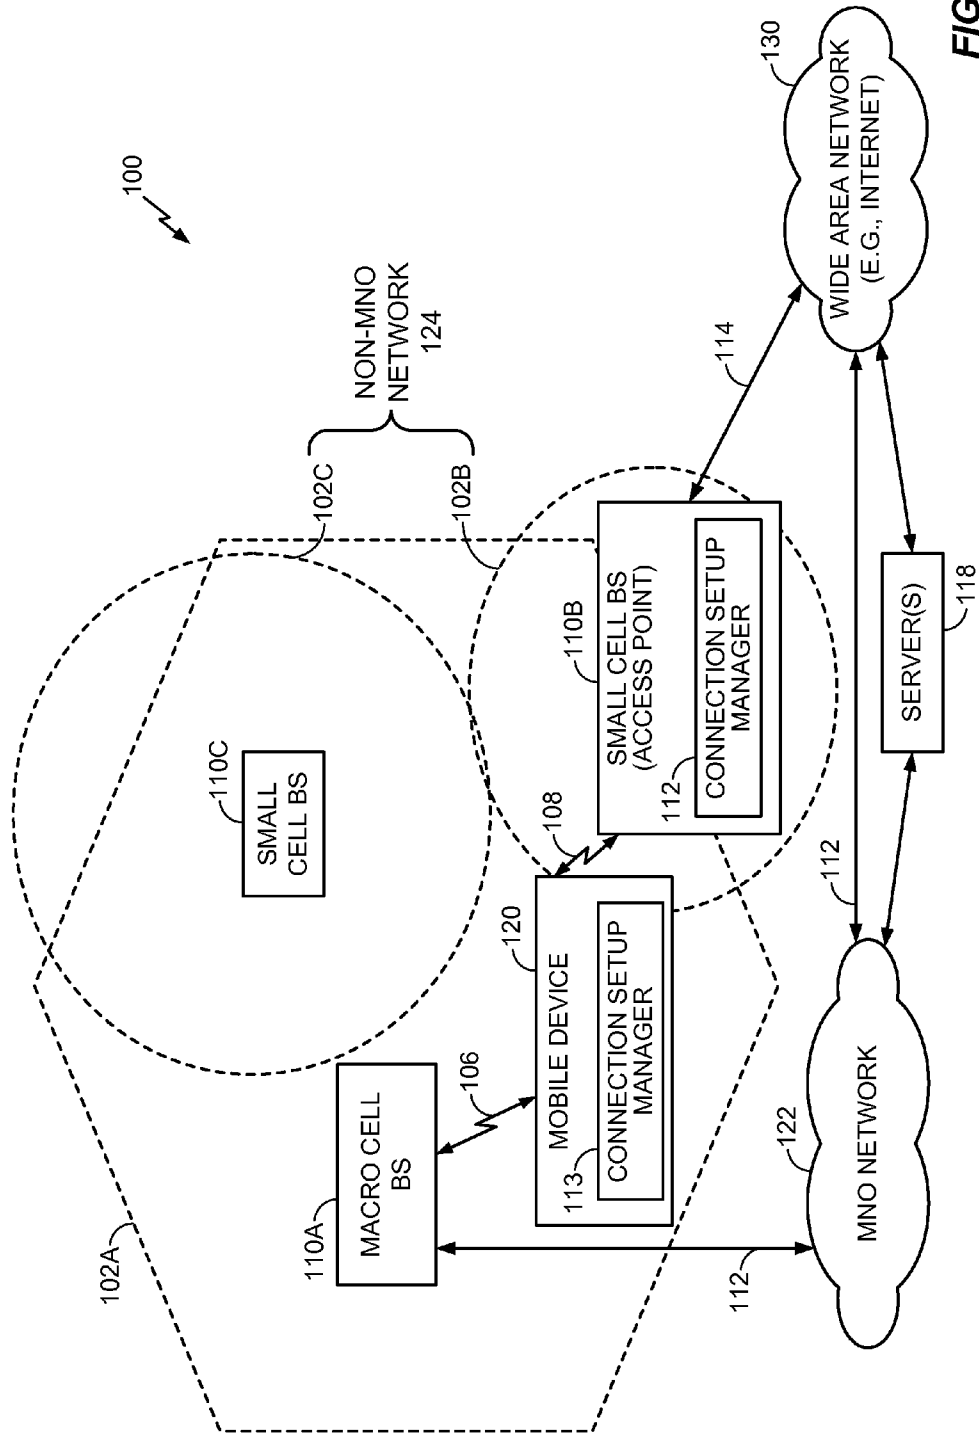 100
102A
102C
102B
NON-MNO
NETWORK
124
110C
SMALL
CELL BS
110A
MACRO CELL
BS
106
120
MOBILE DEVICE
113
CONNECTION SETUP
MANAGER
108
110B
SMALL CELL BS
(ACCESS POINT)
112
CONNECTION SETUP
MANAGER
114
112
112
122
MNO NETWORK
SERVER(S)
118
130
WIDE AREA NETWORK
(E.G., INTERNET)
FIG